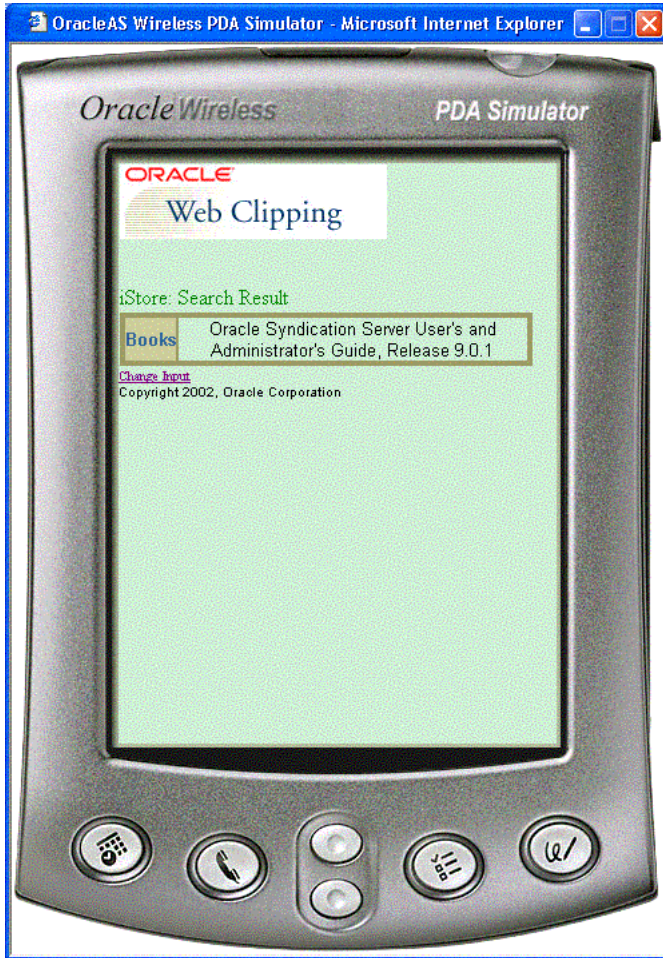 OracleAS Wireless PDA Simulator - Microsoft Internet Explorer
Oracle Wireless PDA Simulator
ORACLE
Web Clipping
iStore: Search Result
Books
Oracle Syndication Server User's and
Administrator's Guide, Release 9.0.1
Change Input
Copyright 2002, Oracle Corporation